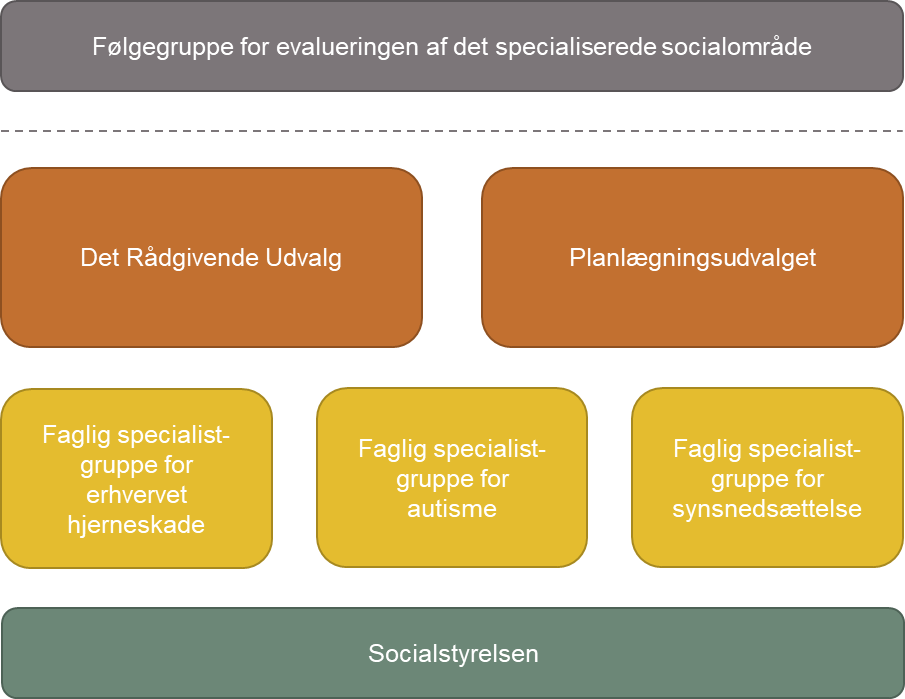 Følgegruppe for evalueringen af det specialiserede socialområde
Det Rådgivende Udvalg
Planlægningsudvalget
Faglig specialist-
gruppe for
erhvervet
hjerneskade
Faglig specialist-
gruppe for
autisme
Faglig specialist-
gruppe for
synsnedsættelse
Socialstyrelsen